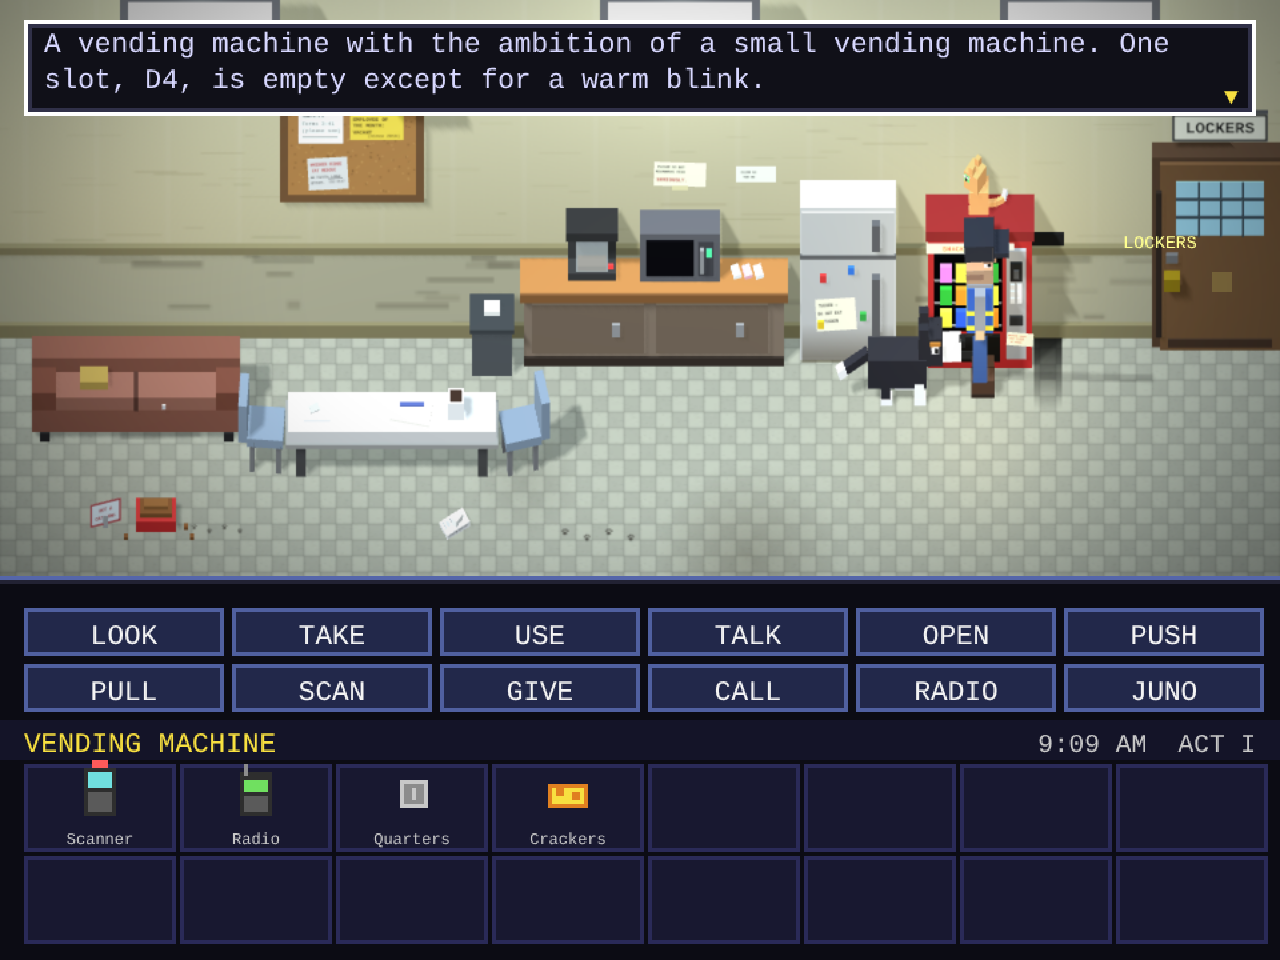 A vending machine with the ambition of a small vending machine. One
slot, D4, is empty except for a warm blink.
LOCKERS
LOCKERS
LOOK
TAKE
USE
TALK
OPEN
PUSH
PULL
SCAN
GIVE
CALL
RADIO
JUNO
VENDING MACHINE
9:09 AM ACT I
Scanner
Radio
Quarters
Crackers